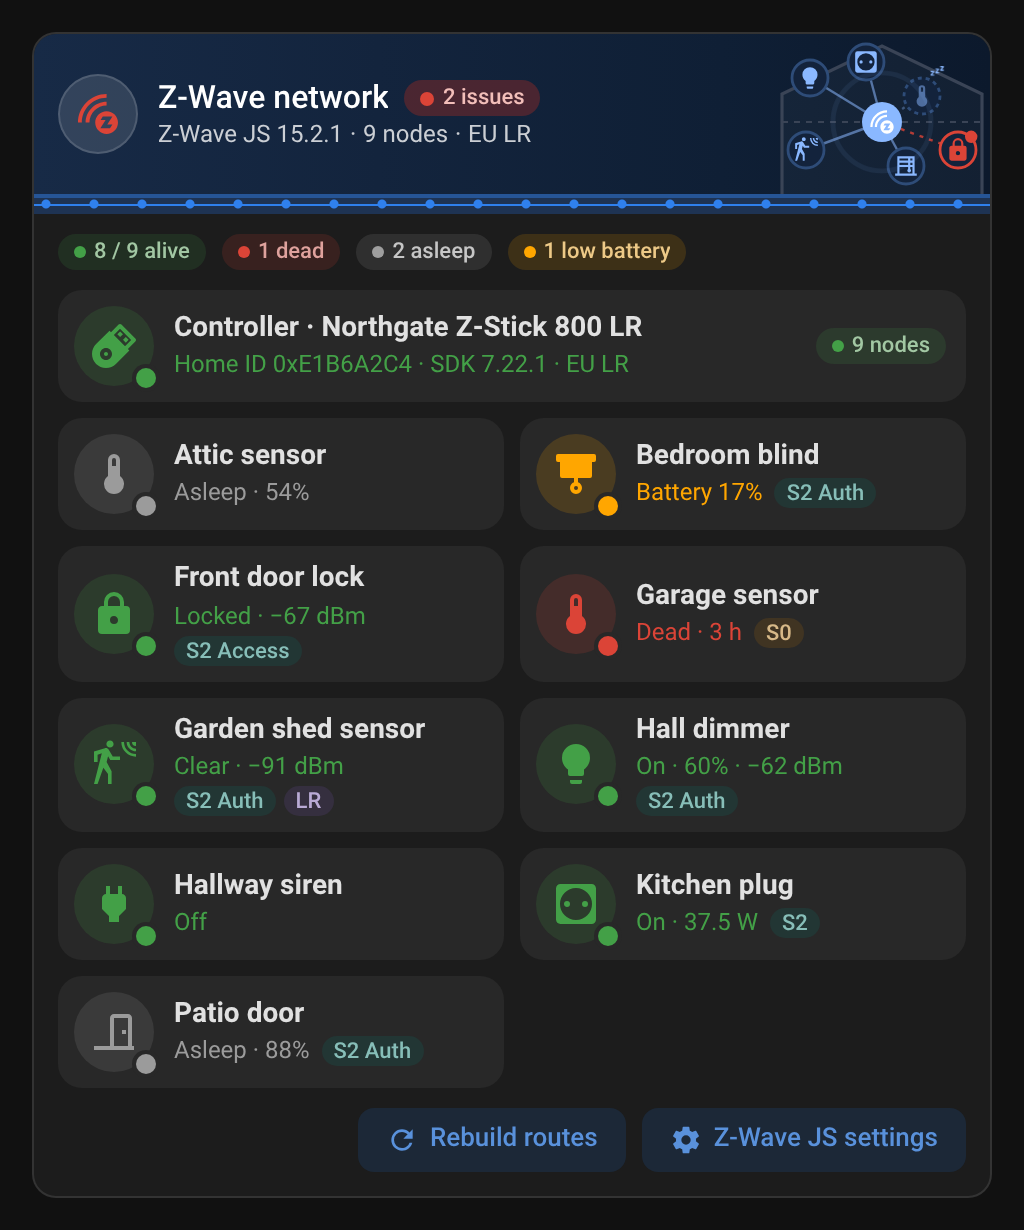 Z-Wave network
2 issues
Z-Wave JS 15.2.1 · 9 nodes · EU LR
zzz
8 / 9 alive
1 dead
2 asleep
1 low battery
Controller · Northgate Z-Stick 800 LR
Home ID 0xE1B6A2C4 · SDK 7.22.1 · EU LR
9 nodes
Attic sensor
Asleep · 54%
Bedroom blind
Battery 17% S2 Auth
Front door lock
Locked · −67 dBm
S2 Access
Garage sensor
Dead · 3 h S0
Garden shed sensor
Clear · −91 dBm
S2 Auth LR
Hall dimmer
On · 60% · −62 dBm
S2 Auth
Hallway siren
Off
Kitchen plug
On · 37.5 W S2
Patio door
Asleep · 88% S2 Auth
Rebuild routes
Z-Wave JS settings